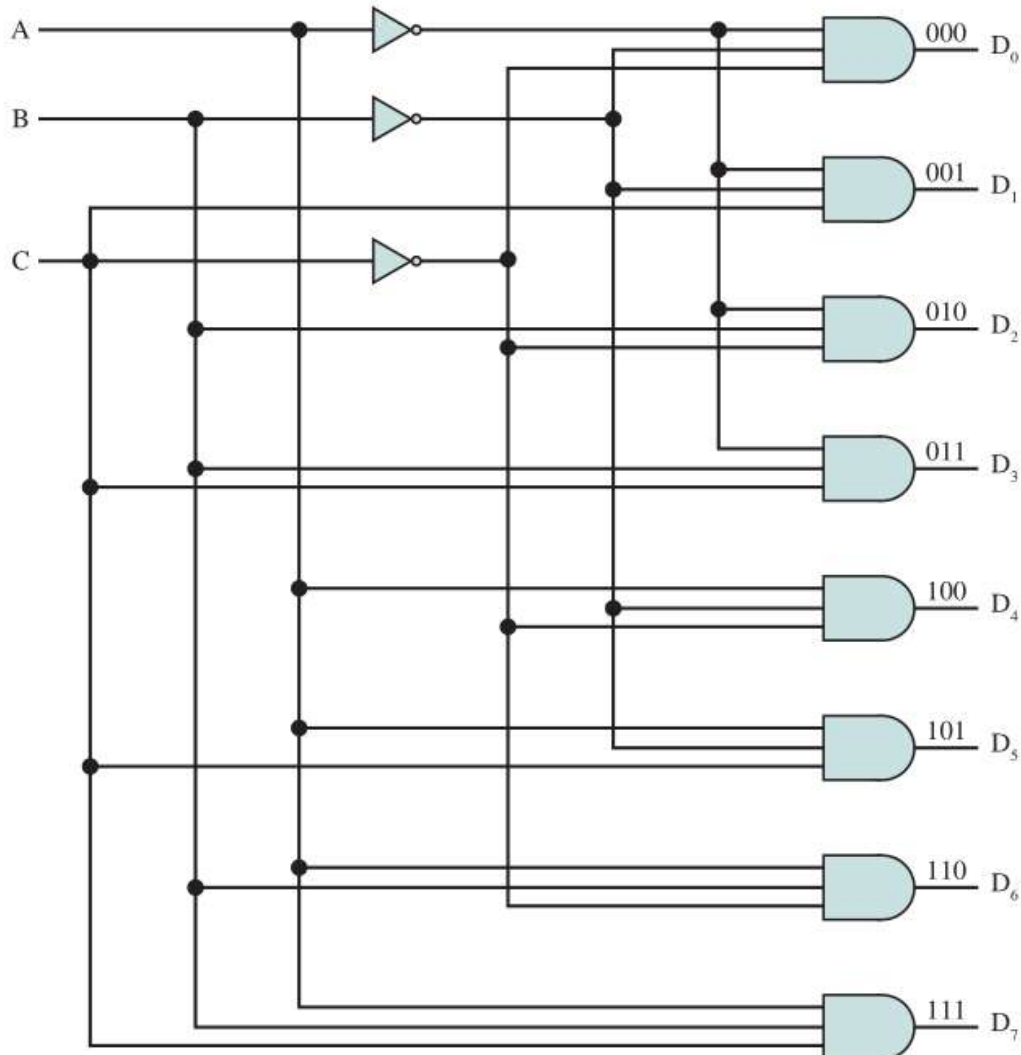 A
000 D₀
B
001 D₁
C
010 D₂
011 D₃
100 D₄
101 D₅
110 D₆
111 D₇